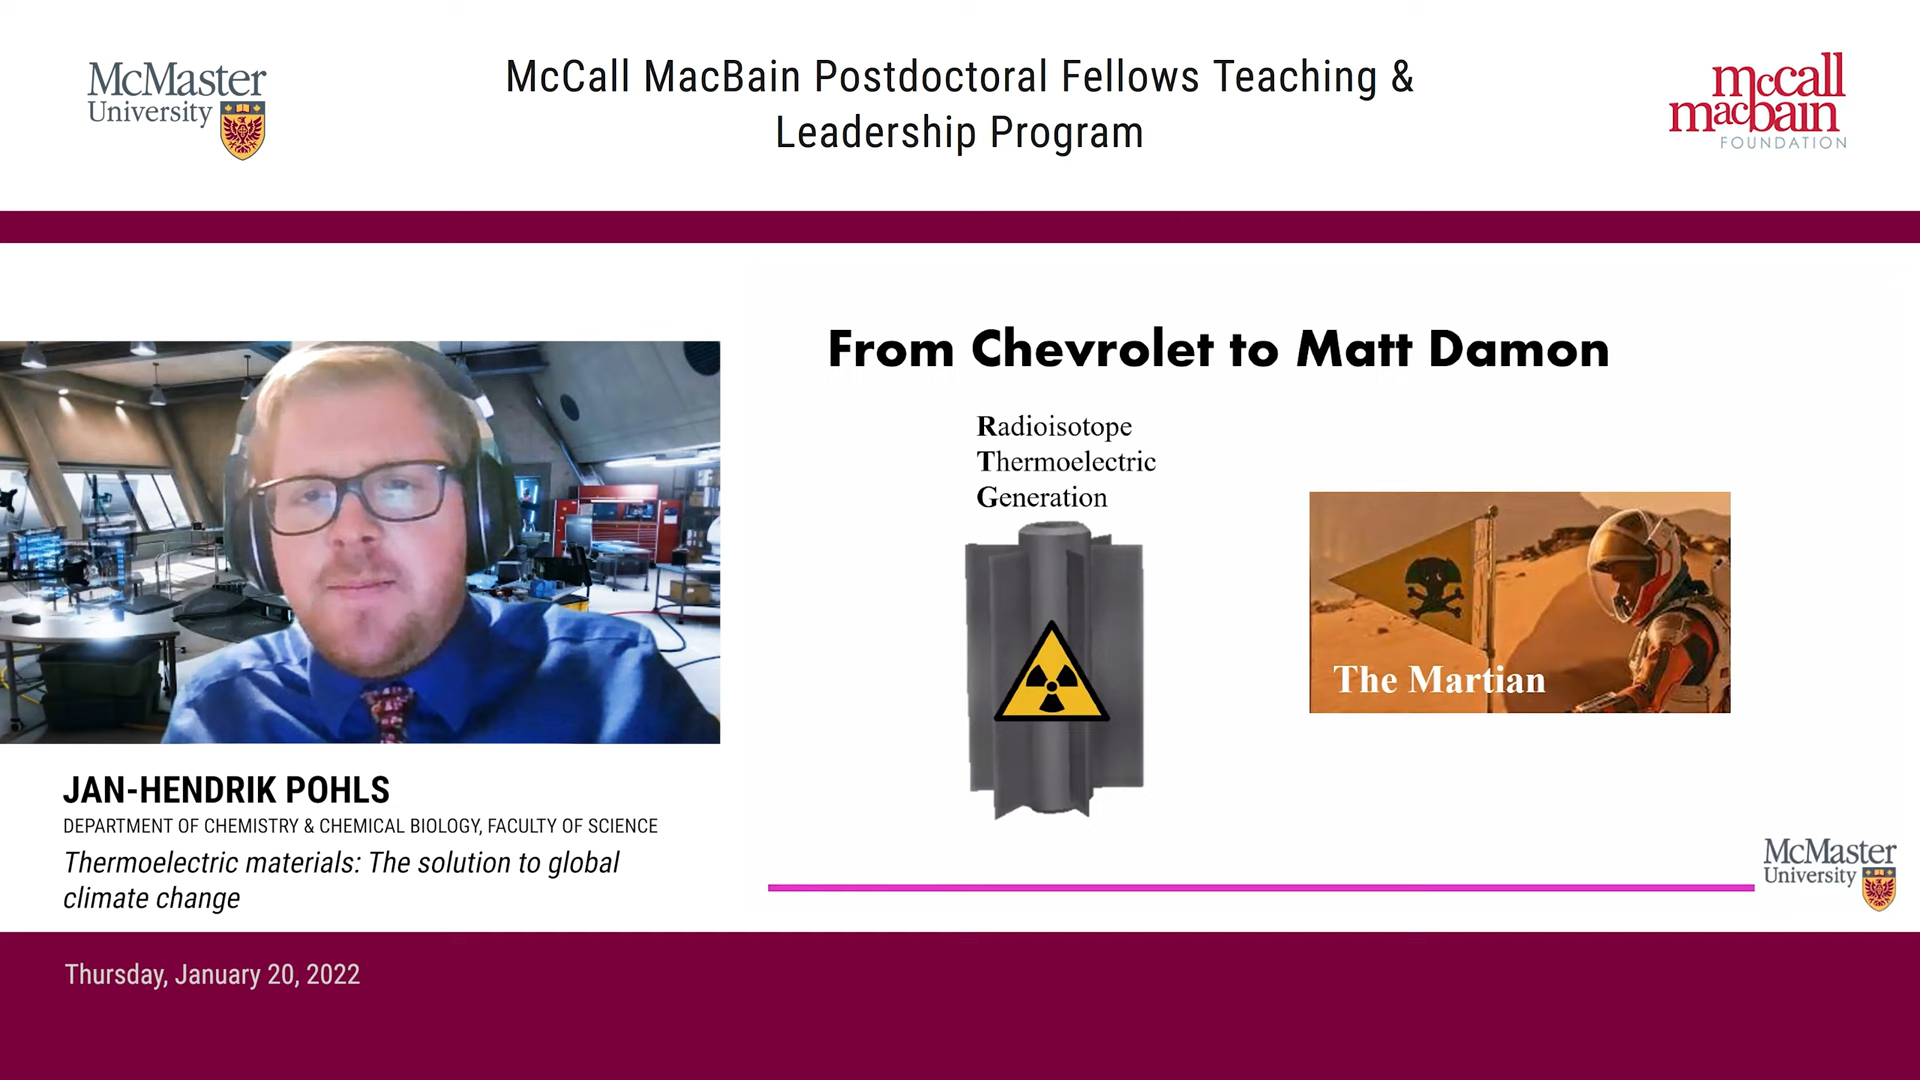 McMaster
University
McCall MacBain Postdoctoral Fellows Teaching &
Leadership Program
mccall
macbain
FOUNDATION
From Chevrolet to Matt Damon
Radioisotope
Thermoelectric
Generation
The Martian
JAN-HENDRIK POHLS
DEPARTMENT OF CHEMISTRY & CHEMICAL BIOLOGY, FACULTY OF SCIENCE
Thermoelectric materials: The solution to global
climate change
McMaster
University
Thursday, January 20, 2022